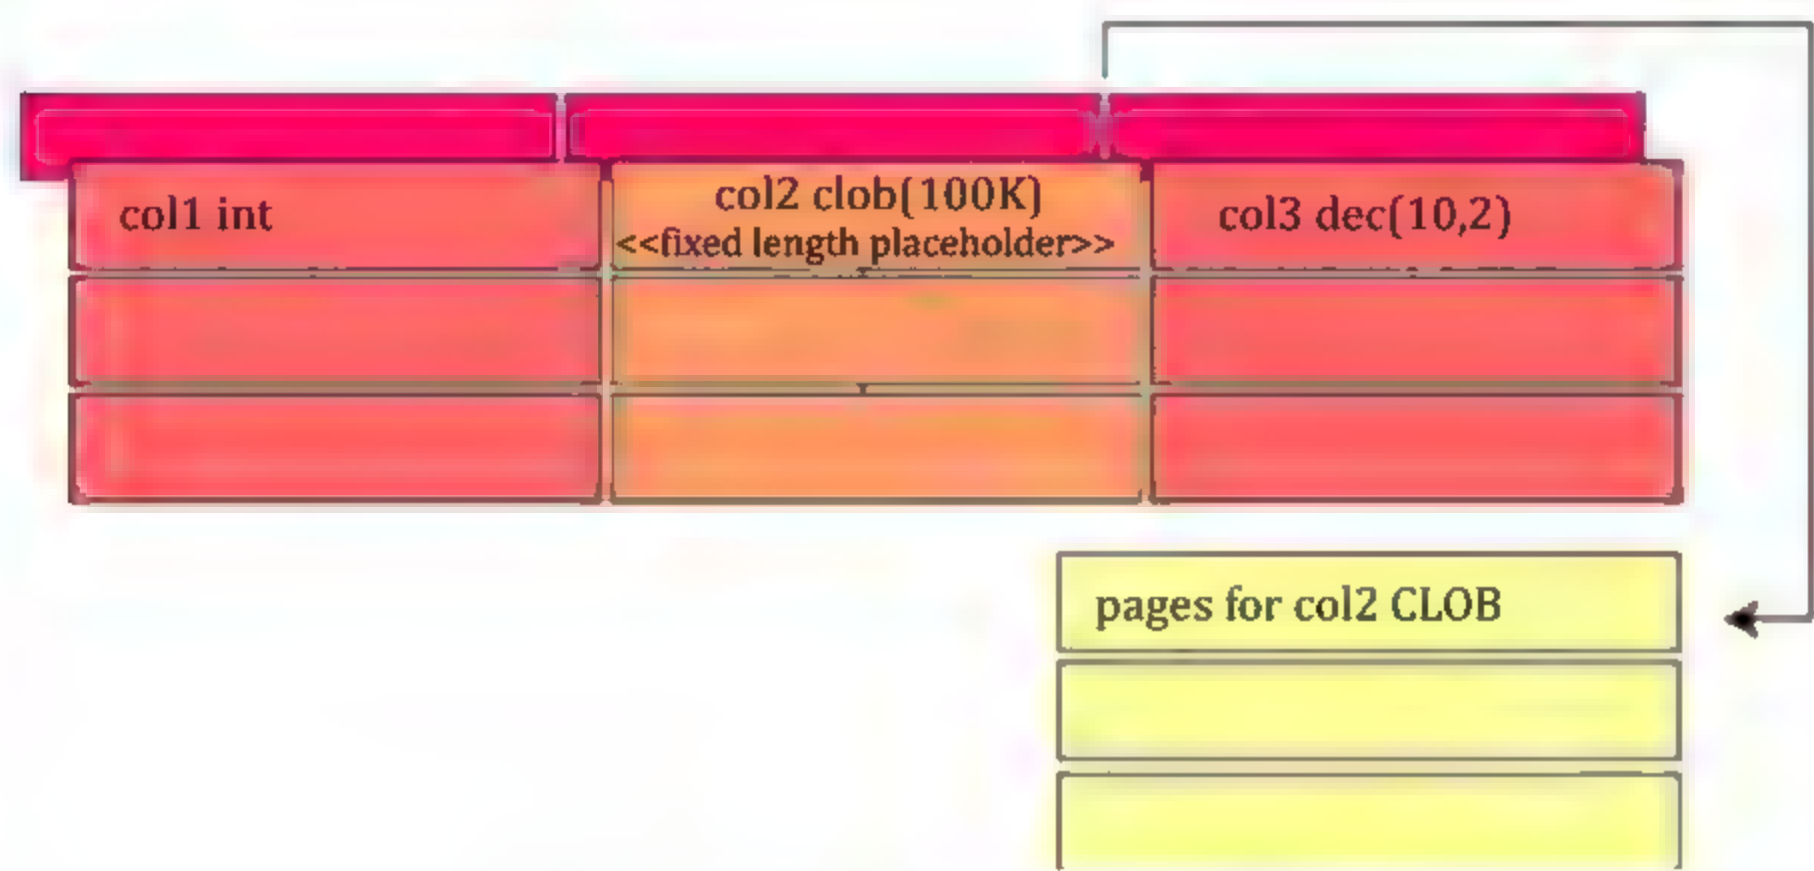 col1 int
col2 clob(100K)
<<fixed length placeholder>>
col3 dec(10,2)
pages for col2 CLOB